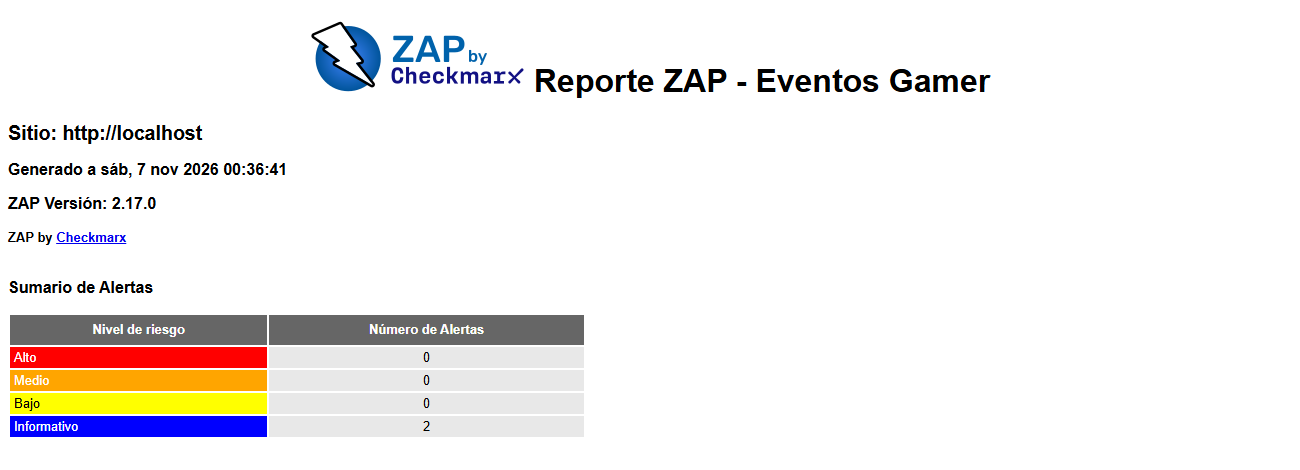 ZAP by
Checkmarx Reporte ZAP - Eventos Gamer
Sitio: http://localhost
Generado a sáb, 7 nov 2026 00:36:41
ZAP Versión: 2.17.0
ZAP by Checkmarx
Sumario de Alertas
Nivel de riesgo Número de Alertas
Alto 0
Medio 0
Bajo 0
Informativo 2